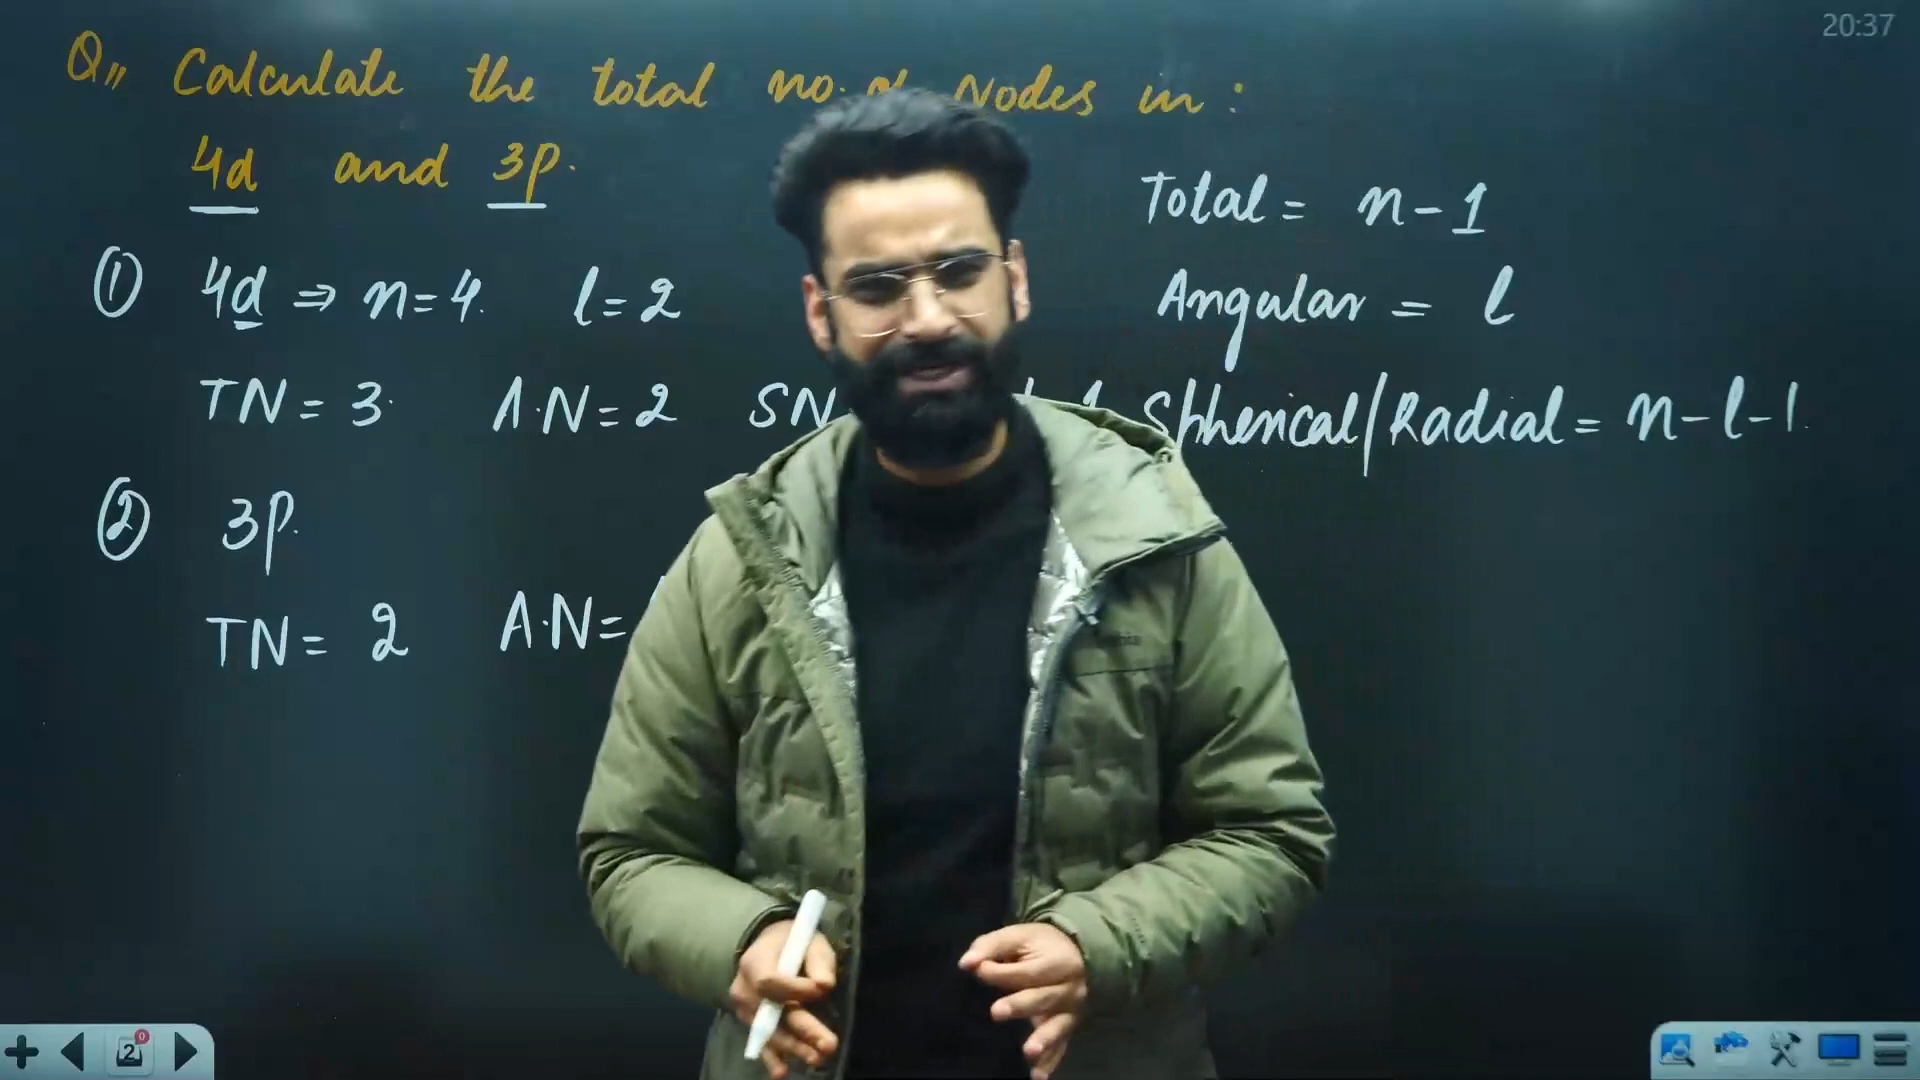 20:37
Q,, Calculate the total no. Nodes in :
4d and 3p.
Total = n-1
① 4d ⇒ n=4. l=2
Angular = l
TN = 3. A.N = 2 SN
Spherical/Radial = n-l-1.
② 3p.
TN = 2 A.N =
2
0